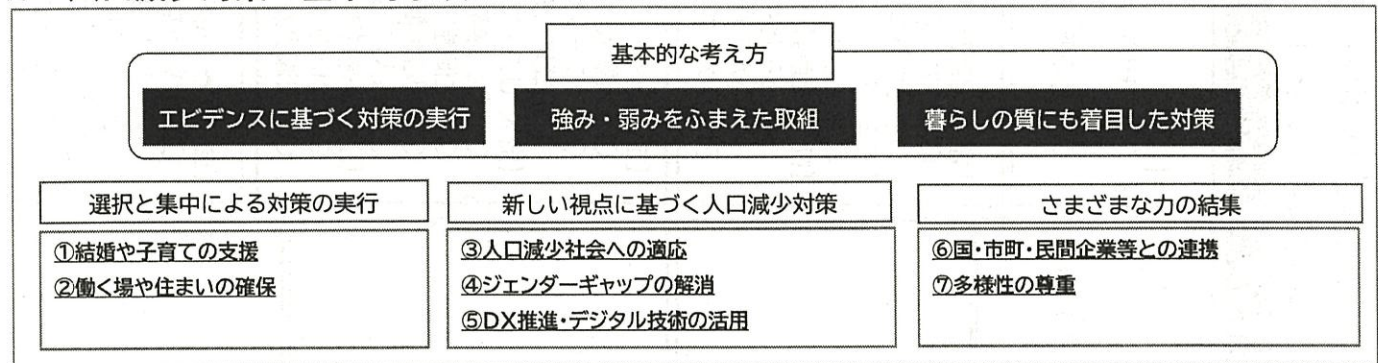 基本的な考え方
エビデンスに基づく対策の実行
強み・弱みをふまえた取組
暮らしの質にも着目した対策
選択と集中による対策の実行
①結婚や子育ての支援
②働く場や住まいの確保
新しい視点に基づく人口減少対策
③人口減少社会への適応
④ジェンダーギャップの解消
⑤DX推進・デジタル技術の活用
さまざまな力の結集
⑥国・市町・民間企業等との連携
⑦多様性の尊重